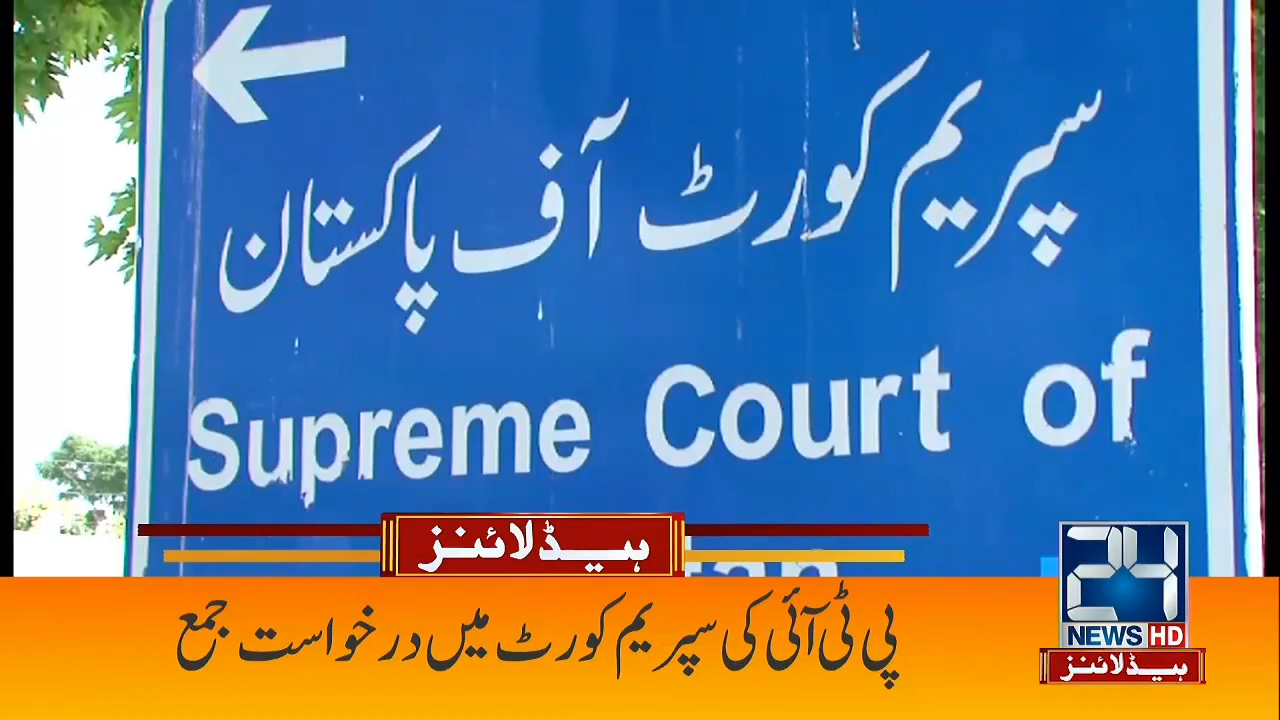 سپریم کورٹ آف پاکستان
Supreme Court of
ہیڈلائنز
پی ٹی آئی کی سپریم کورٹ میں درخواست جمع
24
NEWS HD
ہیڈلائنز